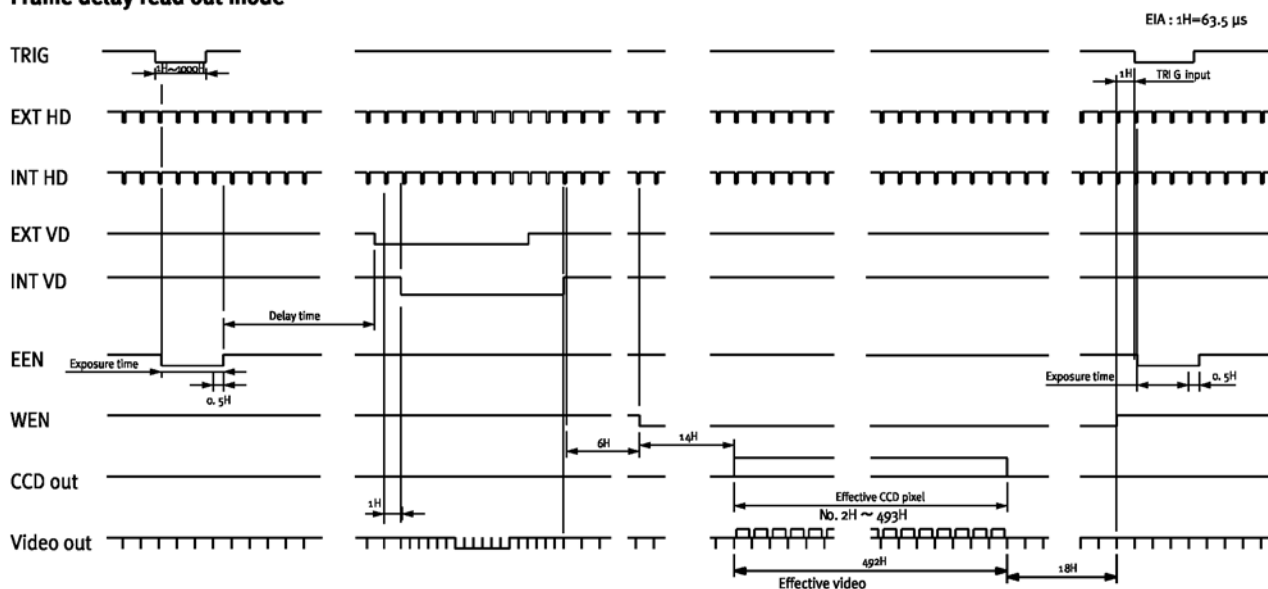 Frame delay read out mode
EIA : 1H=63.5 µs
TRIG
1H~1000H
1H
TRIG input
EXT HD
INT HD
EXT VD
INT VD
Delay time
EEN
Exposure time
0. 5H
Exposure time
0. 5H
WEN
6H
14H
CCD out
1H
Effective CCD pixel
No. 2H ~ 493H
Video out
492H
18H
Effective video